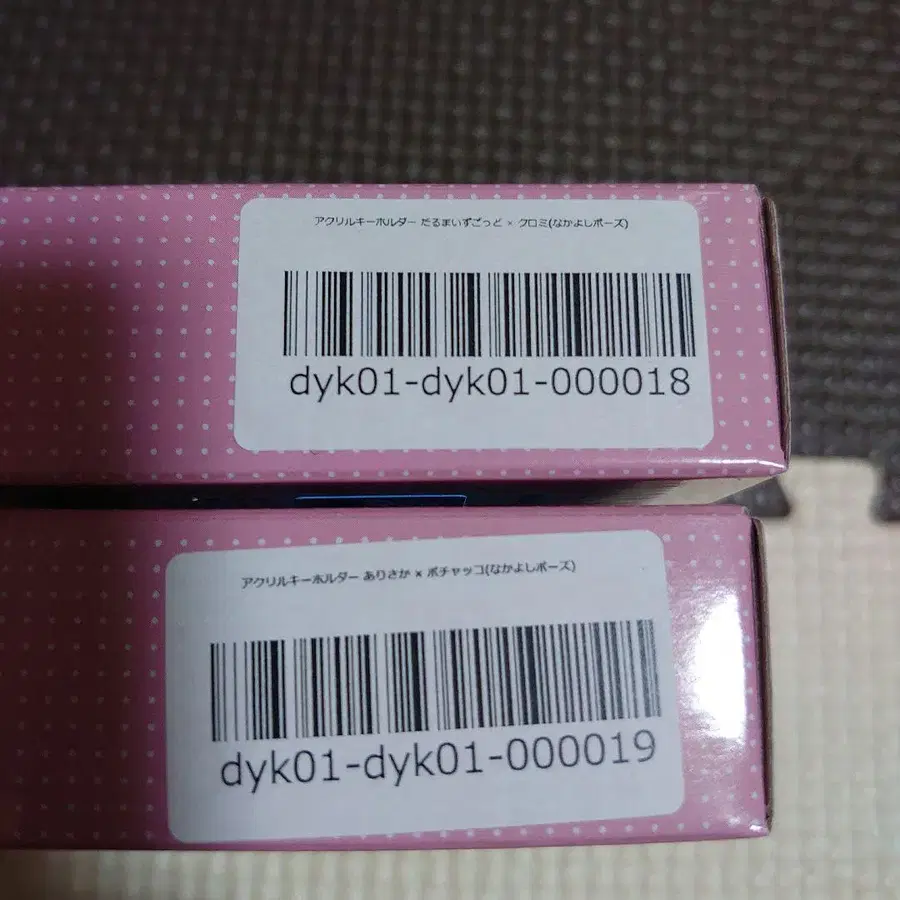 アクリルキーホルダー だるまいずごっど × クロミ(なかよしポーズ)
dyk01-dyk01-000018
アクリルキーホルダー ありさか × ポチャッコ(なかよしポーズ)
dyk01-dyk01-000019